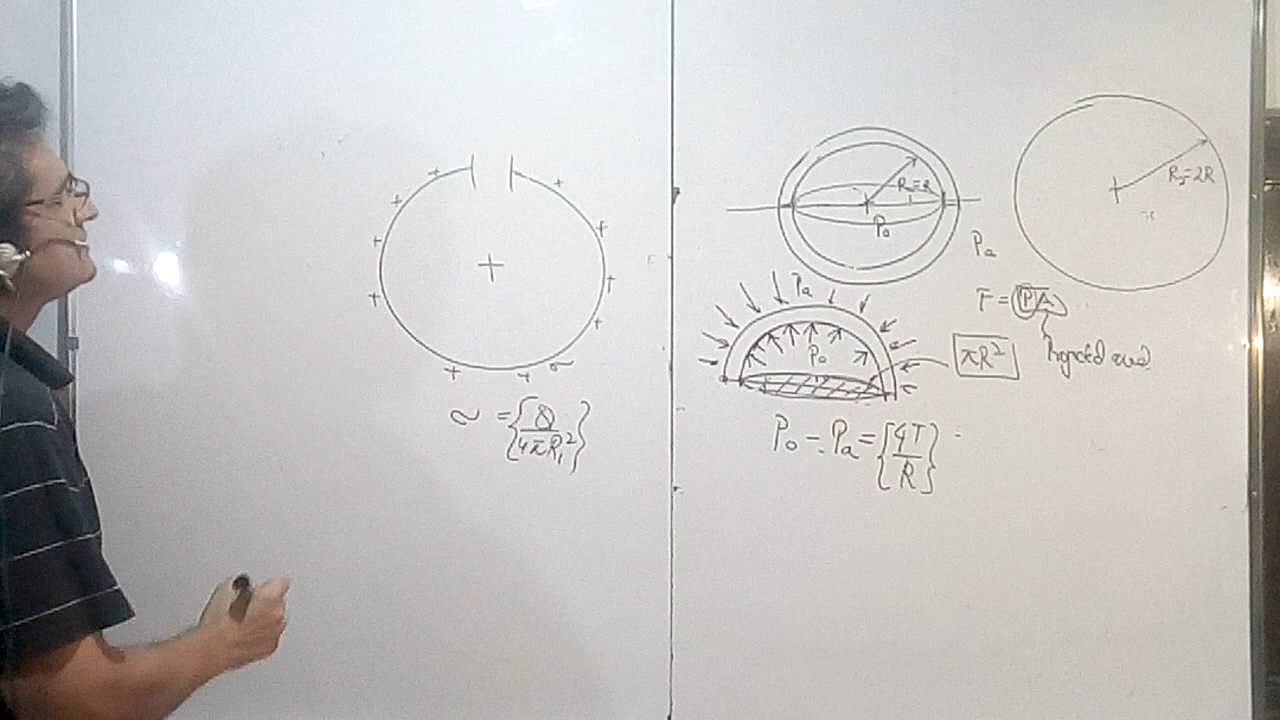 σ = {Q / 4πR₁²}
R₁=R
P₀
R₂=2R
Pₐ
Pₐ
P₀
F = PA
πR²
P₀ - Pₐ = {4T / R}